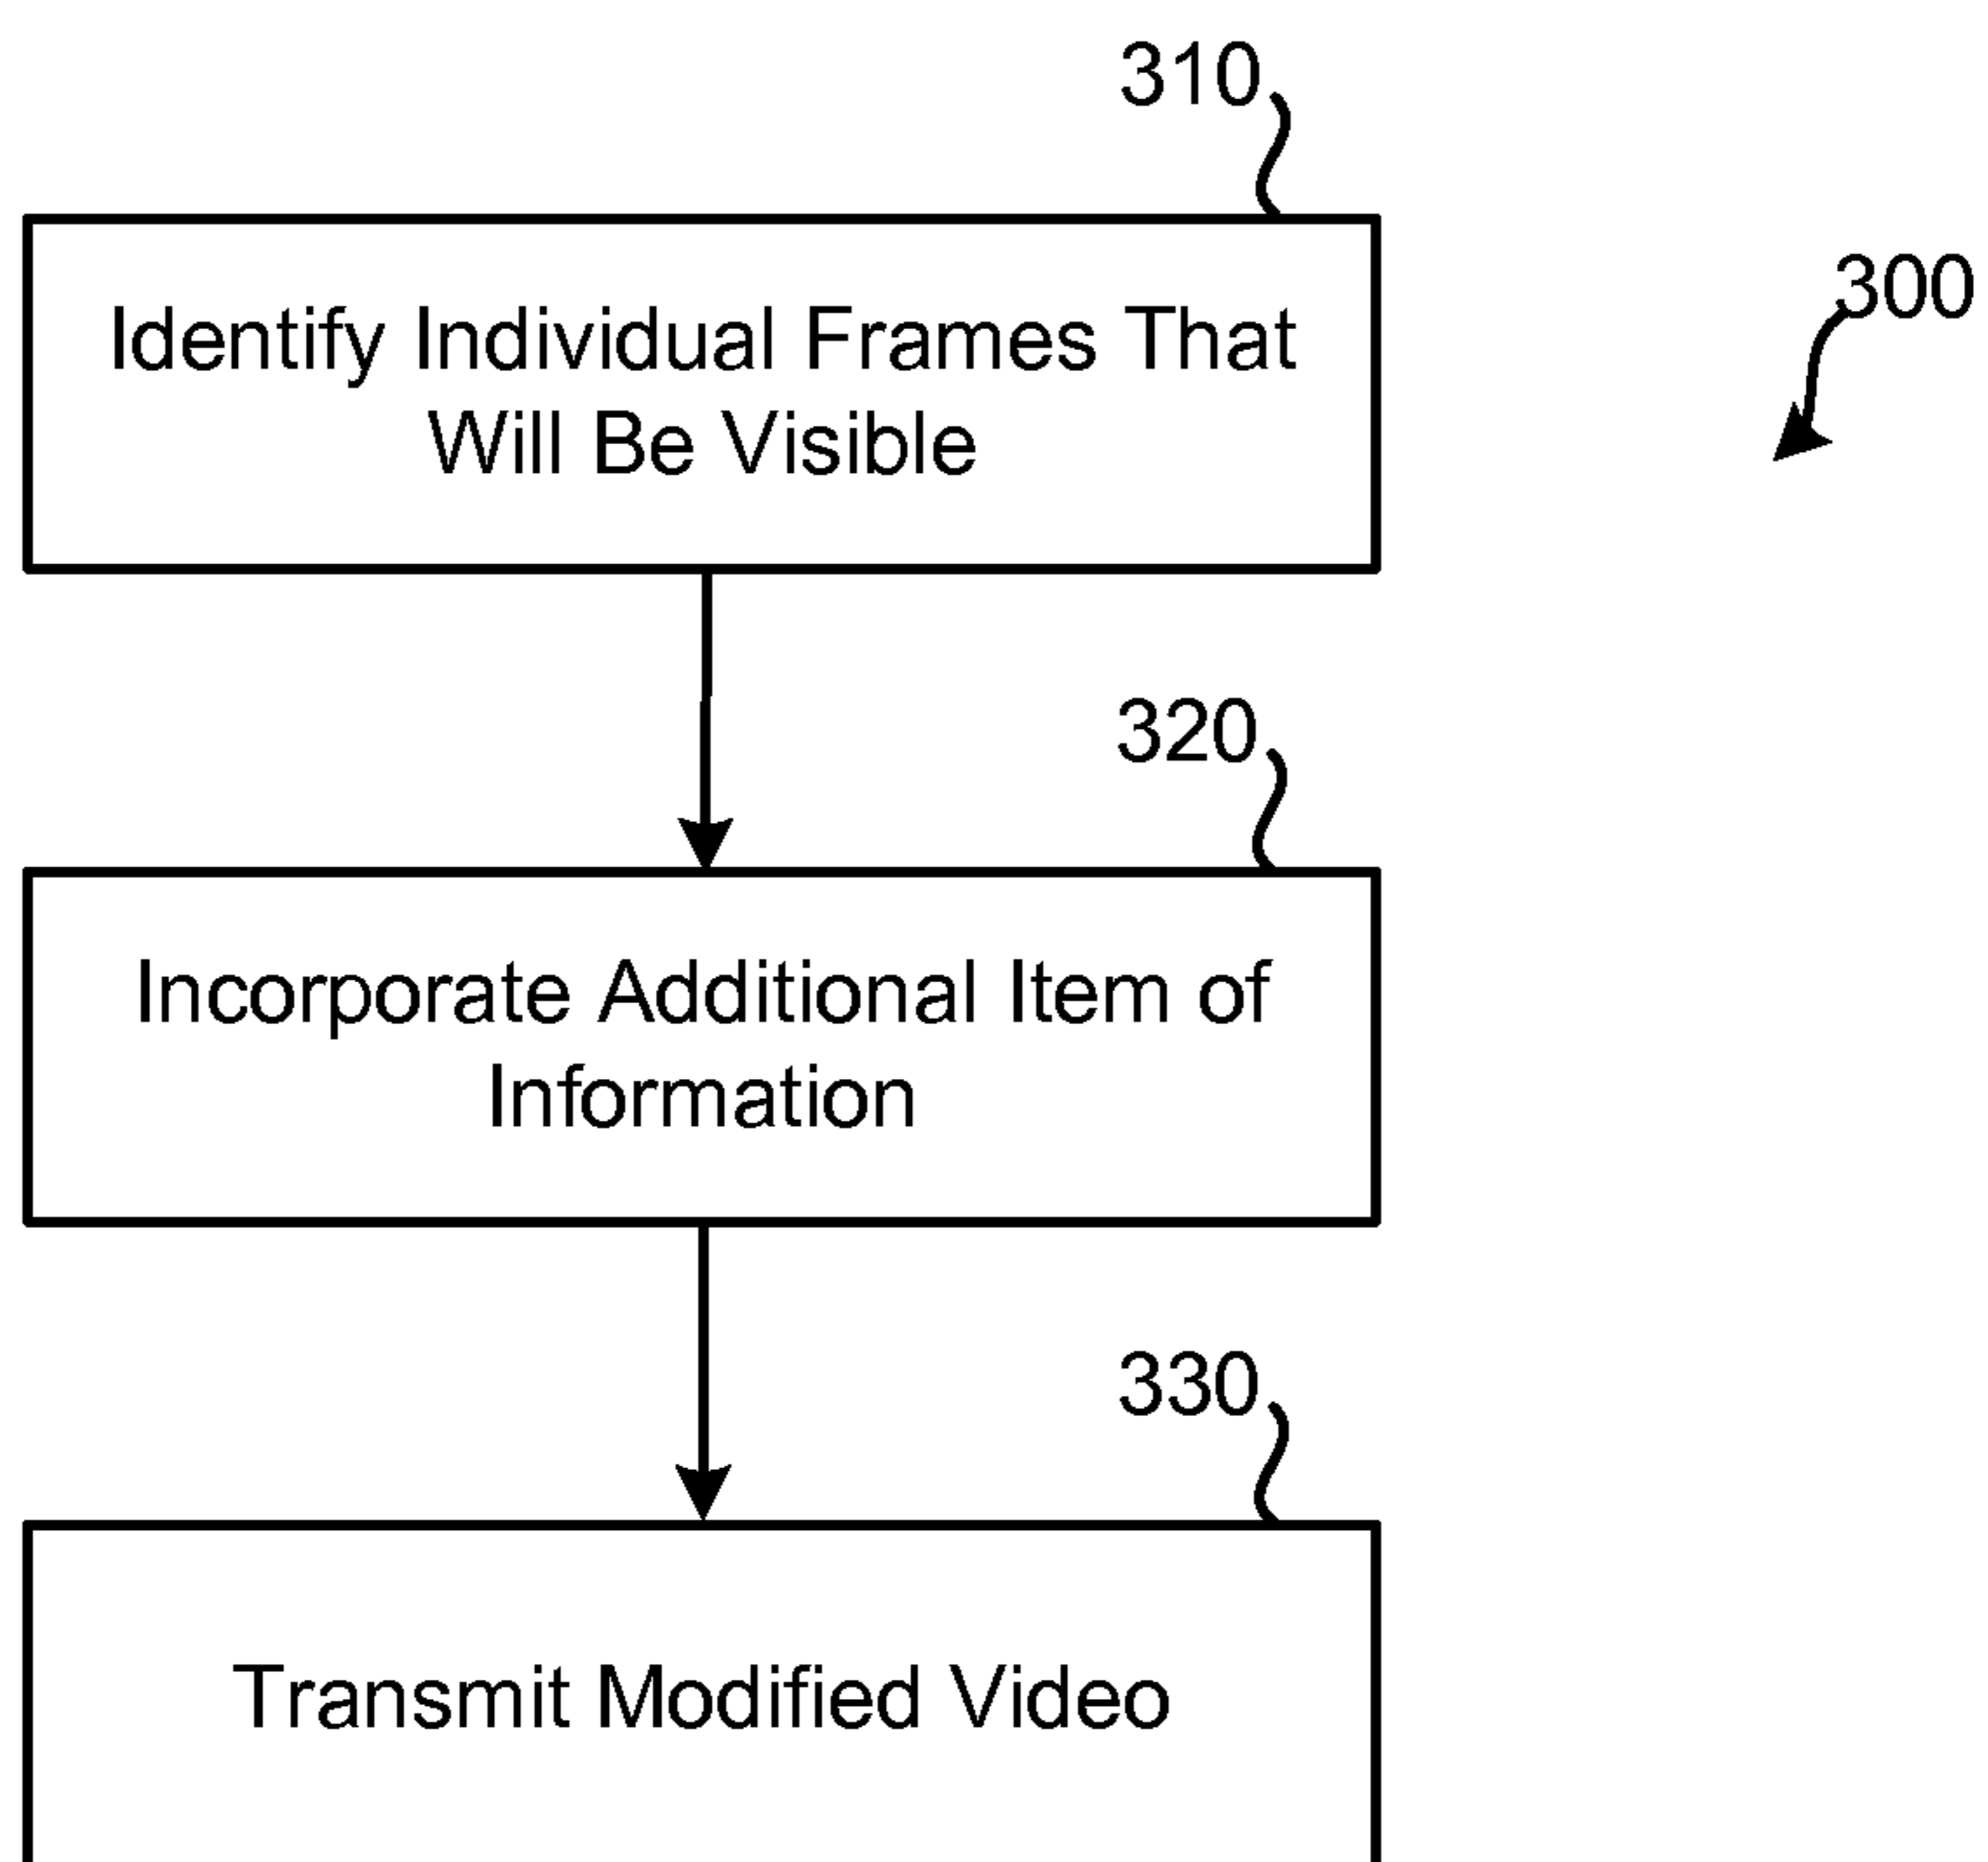 310
300
Identify Individual Frames That
Will Be Visible
320
Incorporate Additional Item of
Information
330
Transmit Modified Video